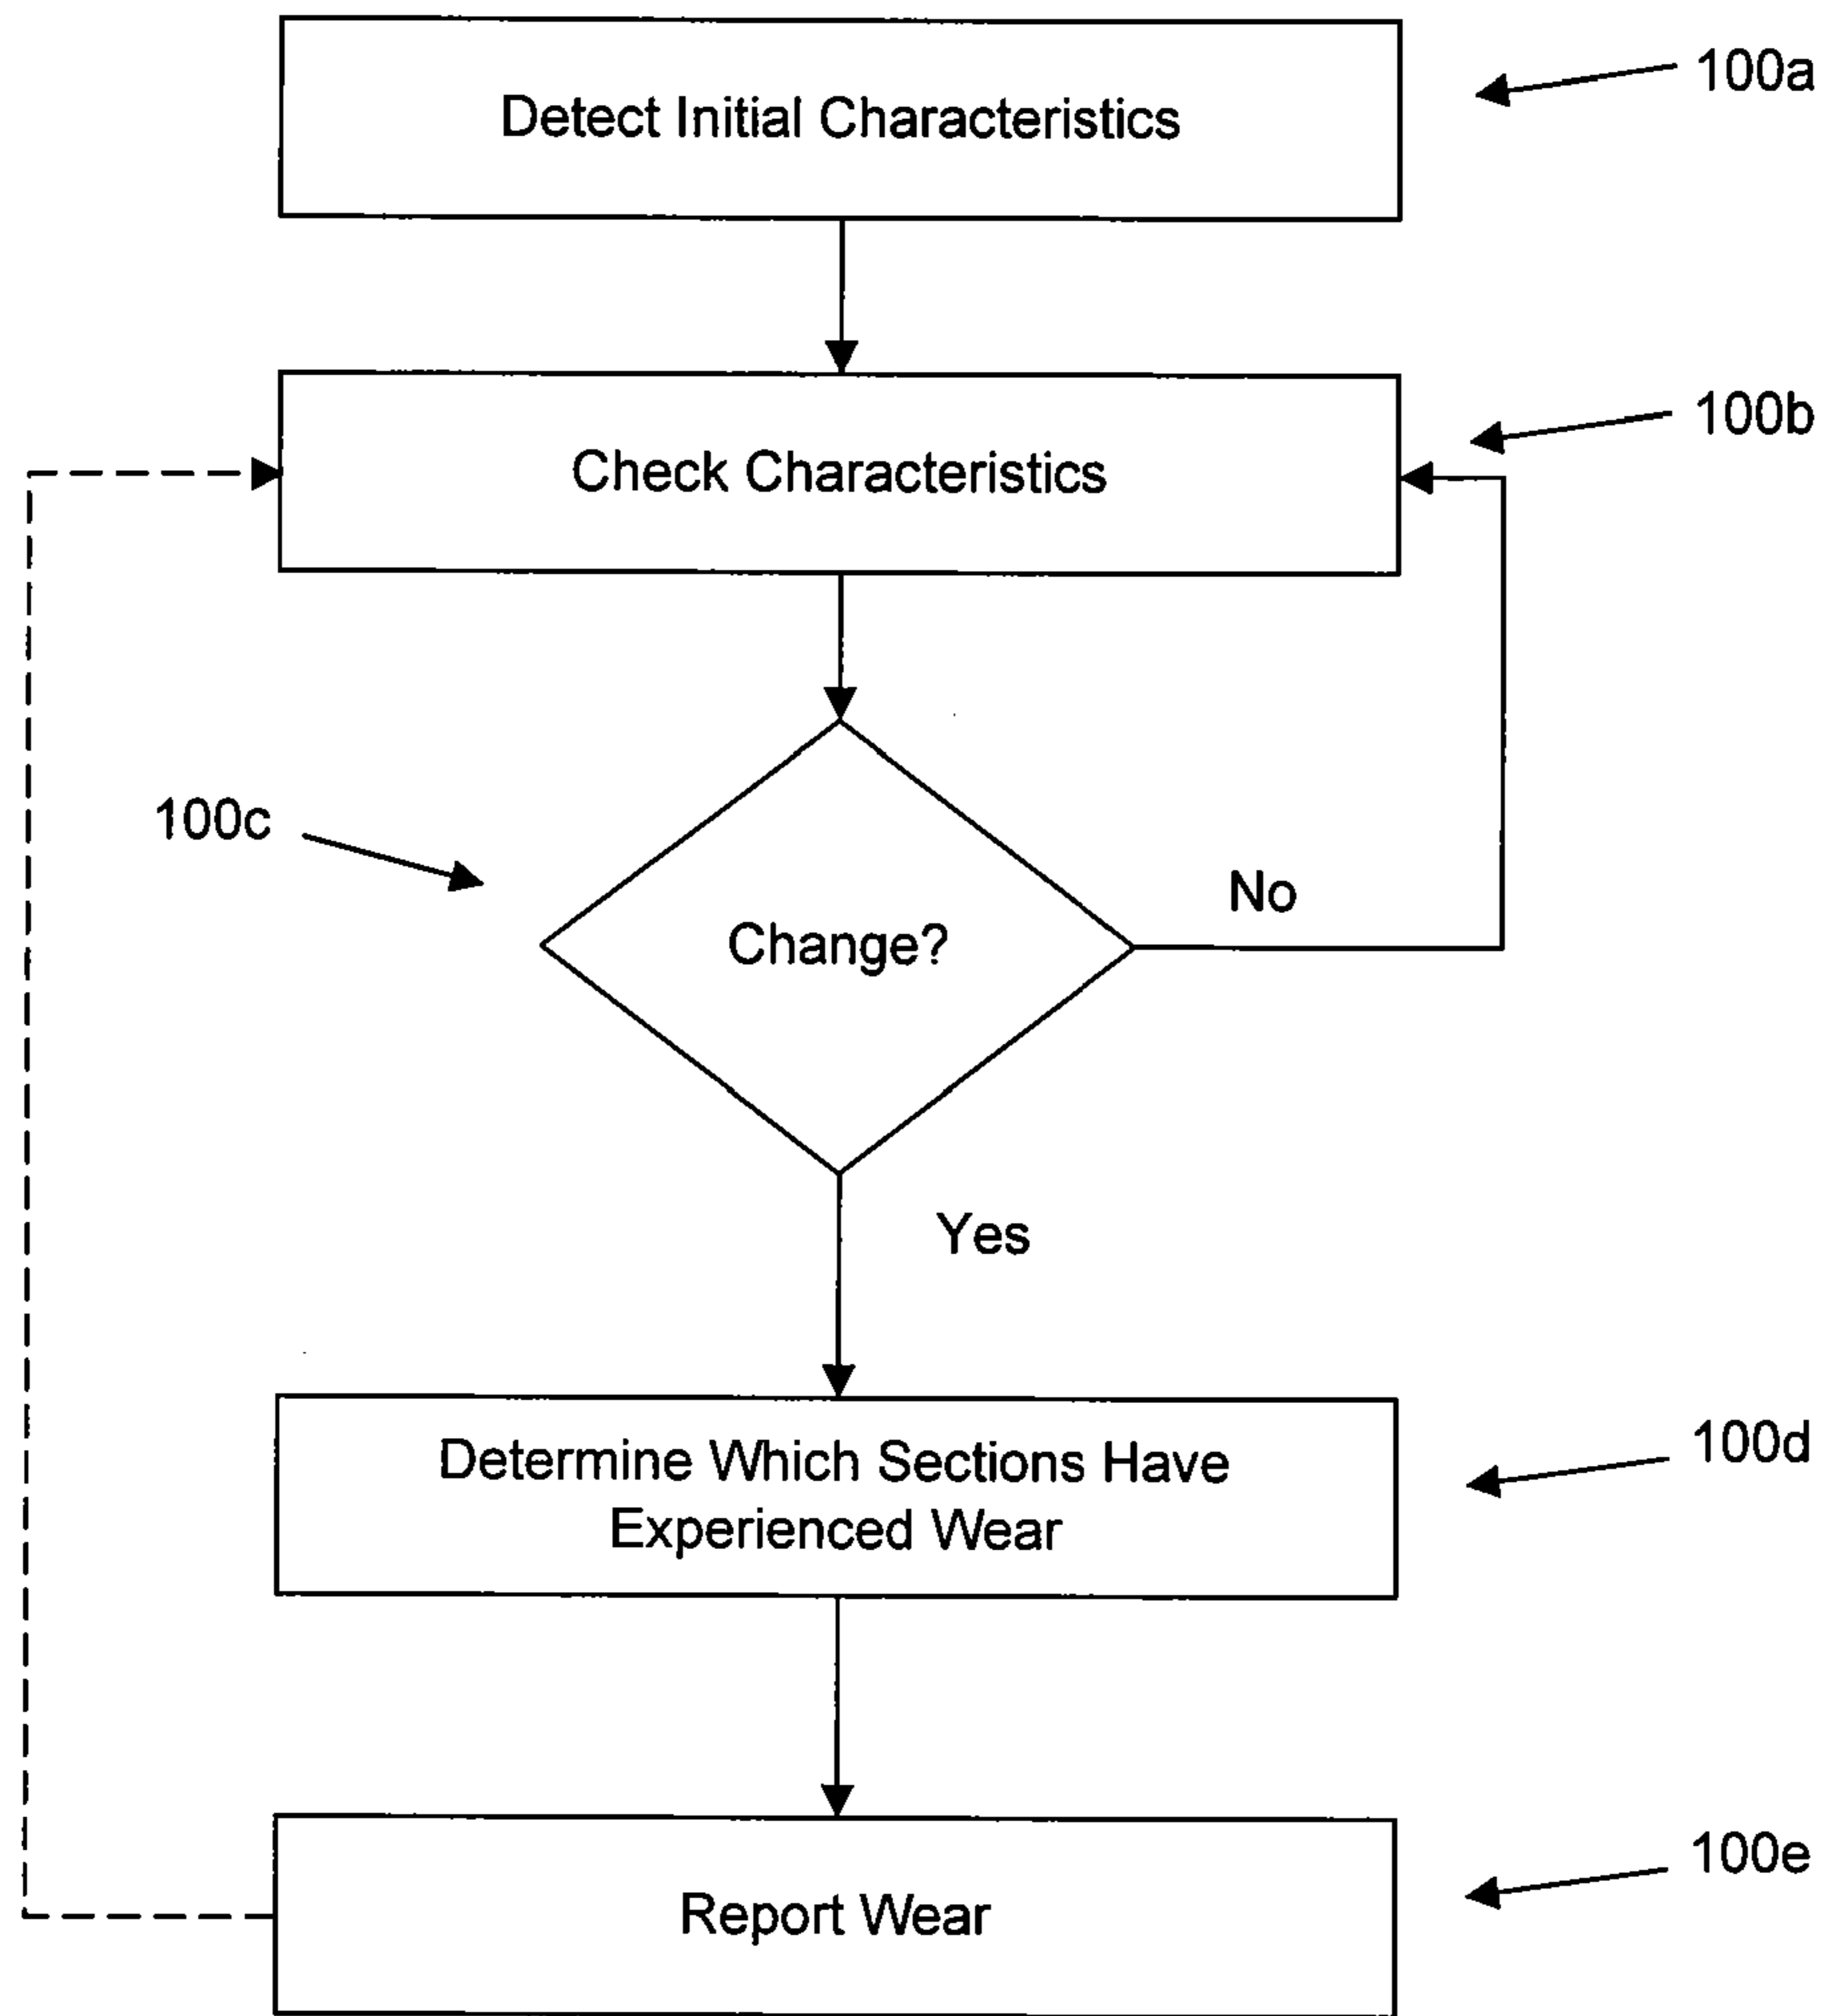 Detect Initial Characteristics
100a
Check Characteristics
100b
100c
Change?
No
Yes
Determine Which Sections Have
Experienced Wear
100d
Report Wear
100e